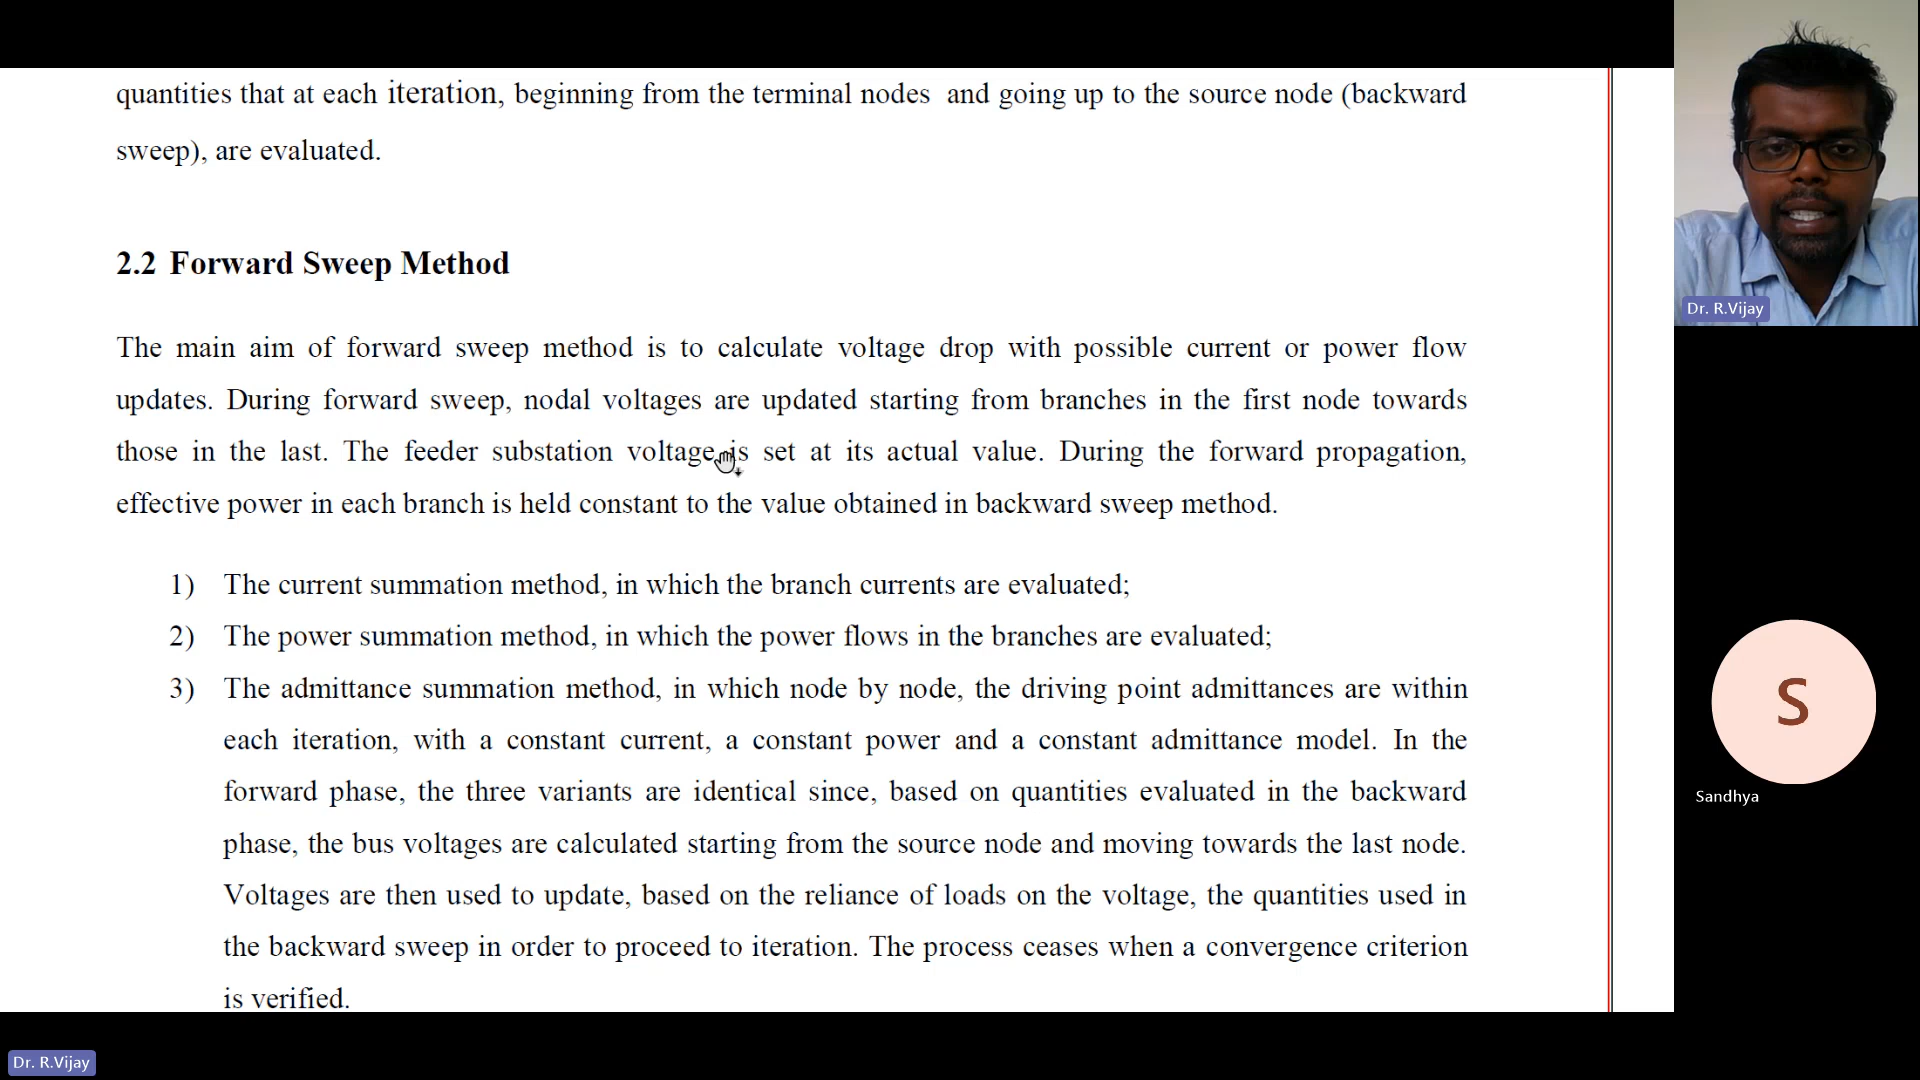 quantities that at each iteration, beginning from the terminal nodes and going up to the source node (backward
sweep), are evaluated.
2.2 Forward Sweep Method
The main aim of forward sweep method is to calculate voltage drop with possible current or power flow
updates. During forward sweep, nodal voltages are updated starting from branches in the first node towards
those in the last. The feeder substation voltage is set at its actual value. During the forward propagation,
effective power in each branch is held constant to the value obtained in backward sweep method.
1) The current summation method, in which the branch currents are evaluated;
2) The power summation method, in which the power flows in the branches are evaluated;
3) The admittance summation method, in which node by node, the driving point admittances are within
each iteration, with a constant current, a constant power and a constant admittance model. In the
forward phase, the three variants are identical since, based on quantities evaluated in the backward
phase, the bus voltages are calculated starting from the source node and moving towards the last node.
Voltages are then used to update, based on the reliance of loads on the voltage, the quantities used in
the backward sweep in order to proceed to iteration. The process ceases when a convergence criterion
is verified.
Dr. R.Vijay
S
Sandhya
Dr. R.Vijay